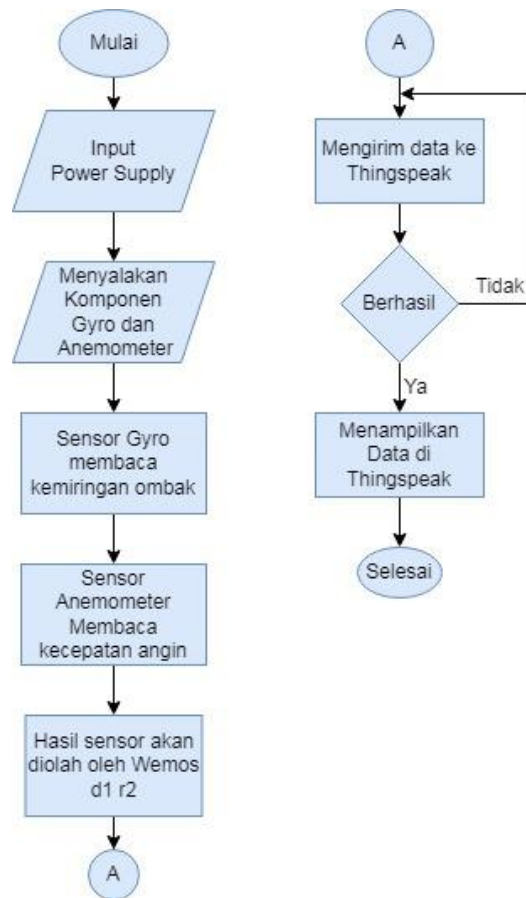 Mulai
Input
Power Supply
Menyalakan
Komponen
Gyro dan
Anemometer
Sensor Gyro
membaca
kemiringan ombak
Sensor
Anemometer
Membaca
kecepatan angin
Hasil sensor akan
diolah oleh Wemos
d1 r2
A
A
Mengirim data ke
Thingspeak
Berhasil
Tidak
Ya
Menampilkan
Data di
Thingspeak
Selesai